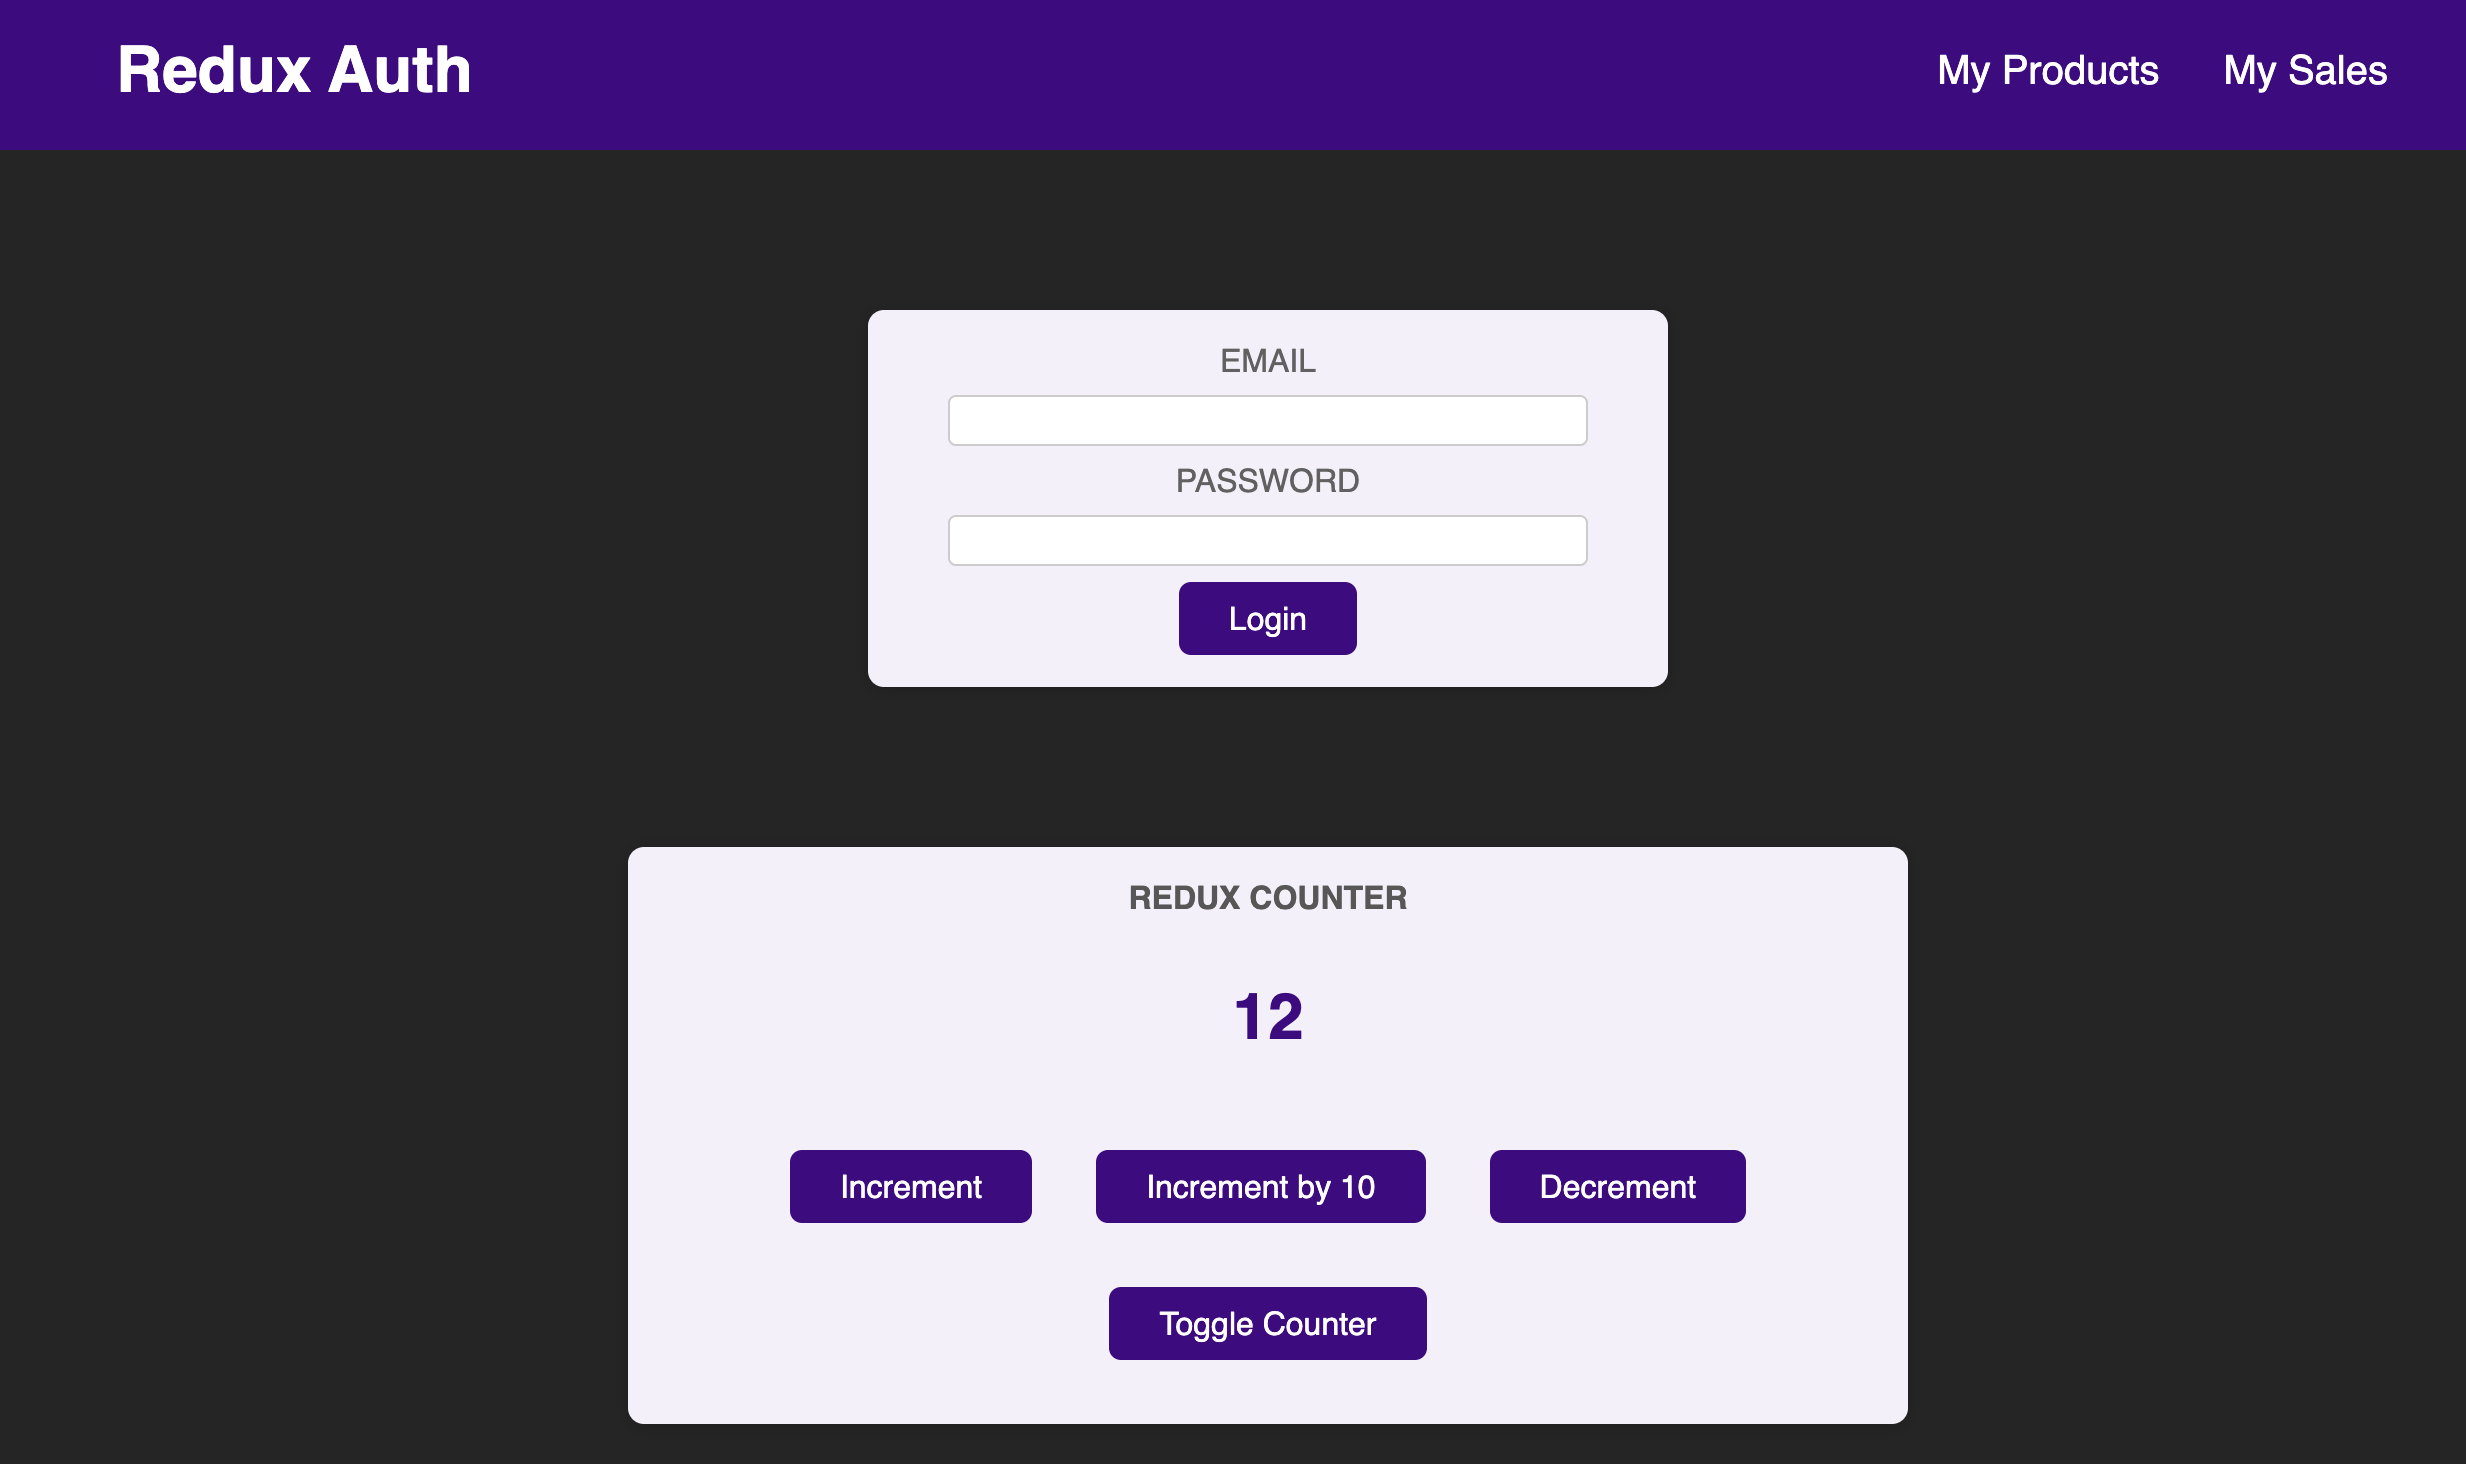 Redux Auth
My Products
My Sales
EMAIL
PASSWORD
Login
REDUX COUNTER
12
Increment
Increment by 10
Decrement
Toggle Counter